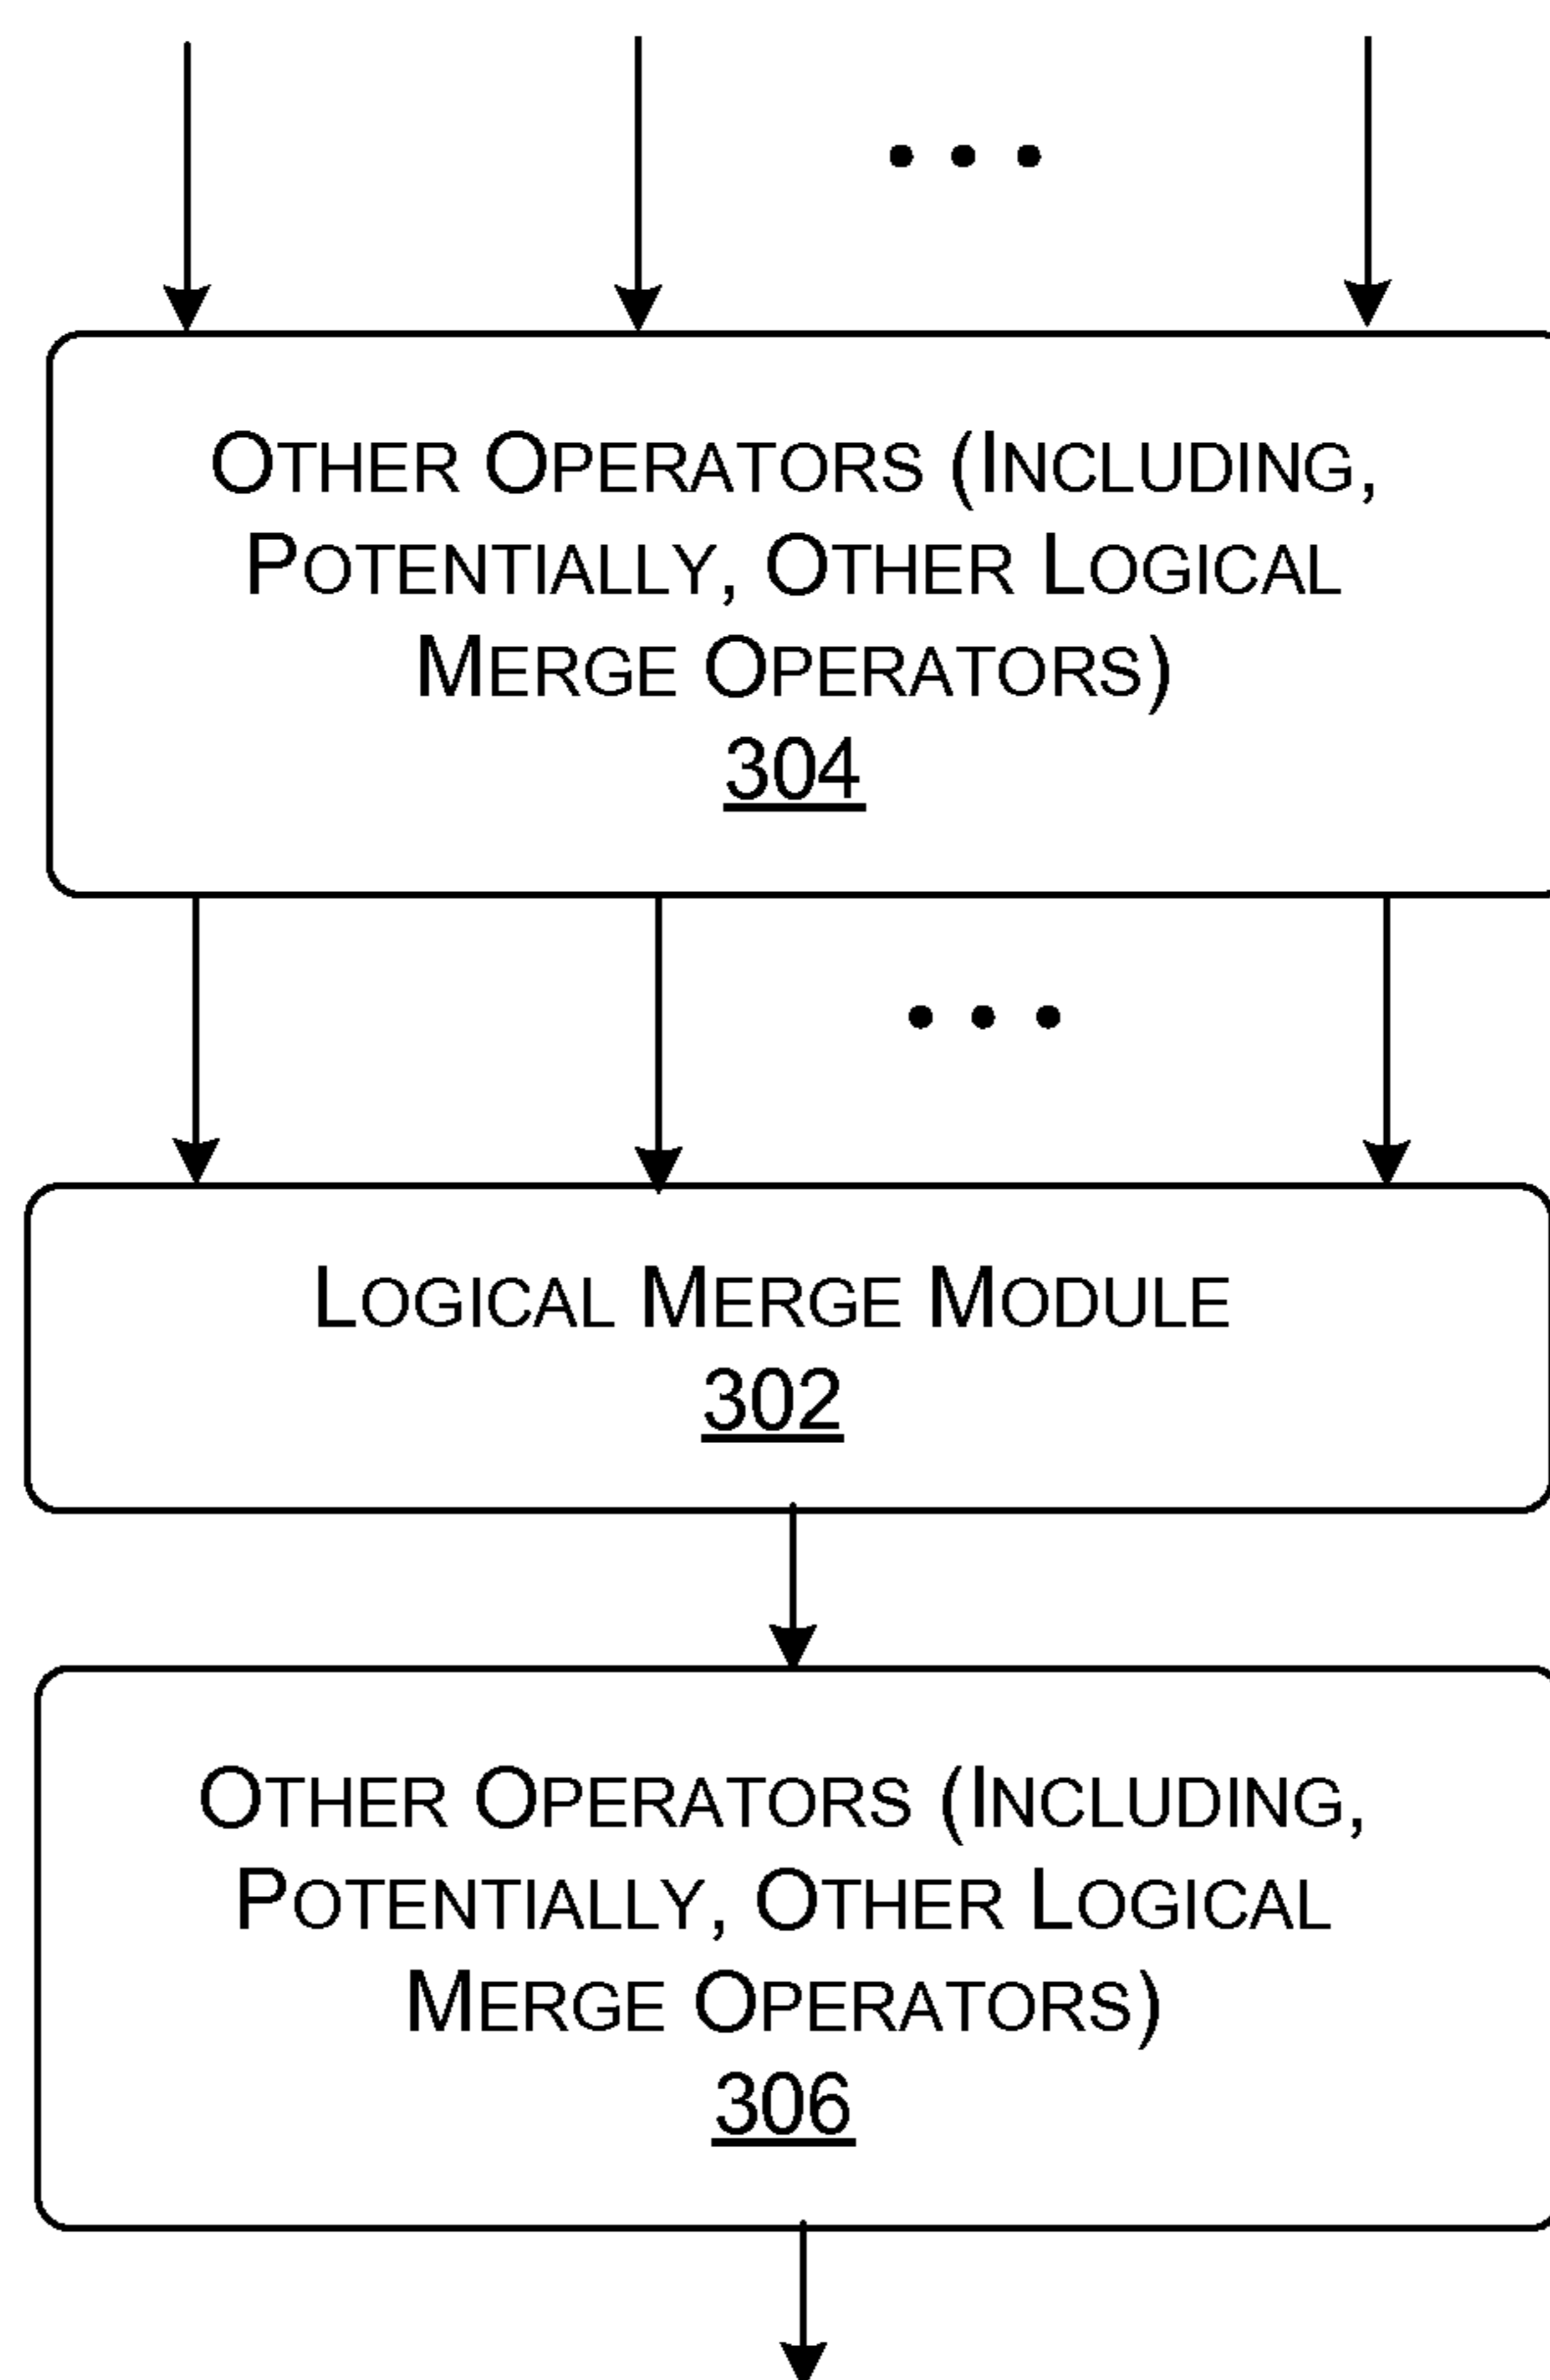 OTHER OPERATORS (INCLUDING,
POTENTIALLY, OTHER LOGICAL
MERGE OPERATORS)
304
LOGICAL MERGE MODULE
302
OTHER OPERATORS (INCLUDING,
POTENTIALLY, OTHER LOGICAL
MERGE OPERATORS)
306